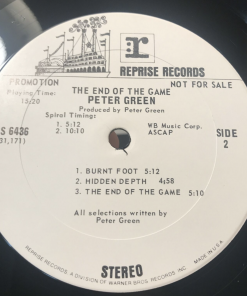 REPRISE RECORDS
PROMOTION
NOT FOR SALE
THE END OF THE GAME
Playing Time:
15:20
PETER GREEN
Produced by Peter Green
Spiral Timing:
1. 5:12
2. 10:10
WB Music Corp.
ASCAP
S 6436
31,171)
SIDE
2
1. BURNT FOOT 5:12
2. HIDDEN DEPTH 4:58
3. THE END OF THE GAME 5:10
All selections written by
Peter Green
STEREO
REPRISE RECORDS, A DIVISION OF WARNER BROS. RECORDS INC. MADE IN U.S.A.